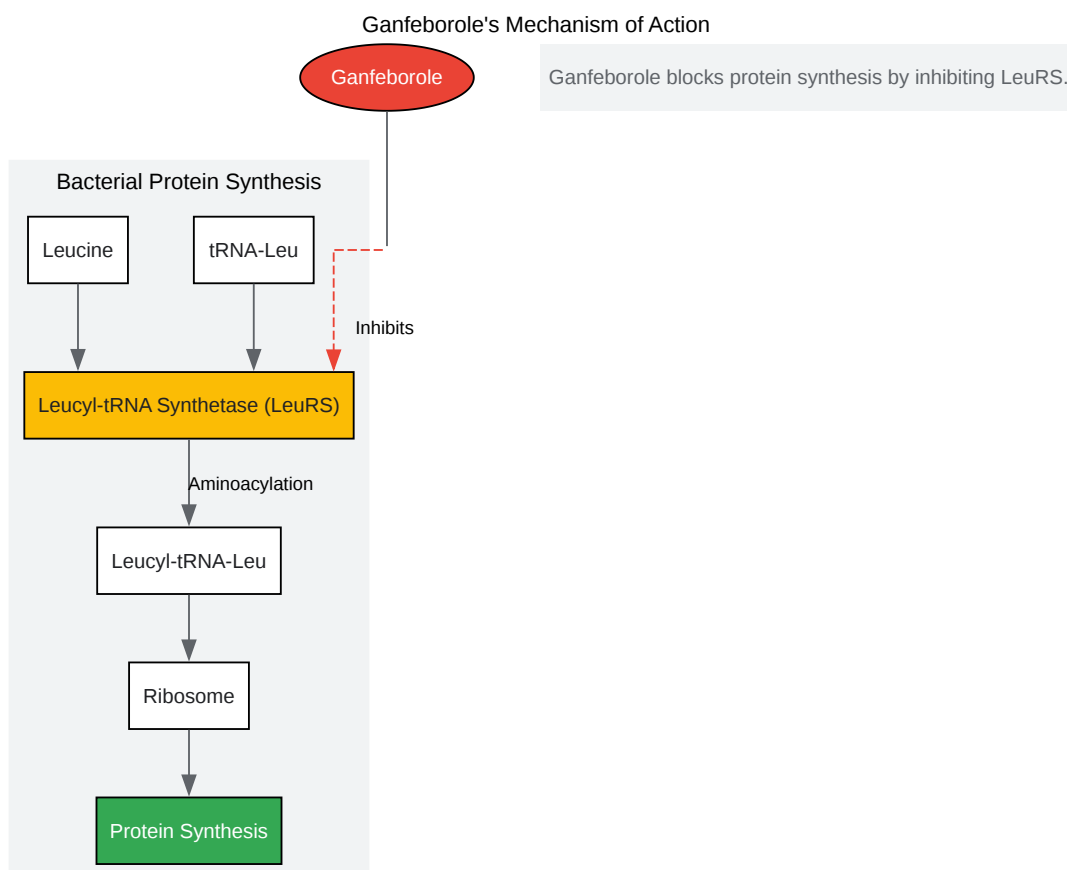 Ganfeborole's Mechanism of Action
Ganfeborole
Ganfeborole blocks protein synthesis by inhibiting LeuRS.
Bacterial Protein Synthesis
Leucine
tRNA-Leu
Inhibits
Leucyl-tRNA Synthetase (LeuRS)
Aminoacylation
Leucyl-tRNA-Leu
Ribosome
Protein Synthesis